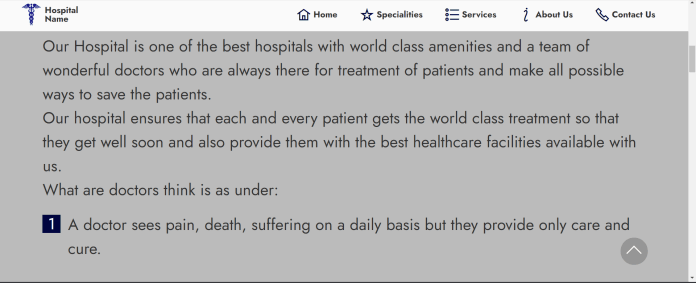 Hospital
Name
Home
Specialities
Services
About Us
Contact Us
Our Hospital is one of the best hospitals with world class amenities and a team of
wonderful doctors who are always there for treatment of patients and make all possible
ways to save the patients.
Our hospital ensures that each and every patient gets the world class treatment so that
they get well soon and also provide them with the best healthcare facilities available with
us.
What are doctors think is as under:
1 A doctor sees pain, death, suffering on a daily basis but they provide only care and
cure.